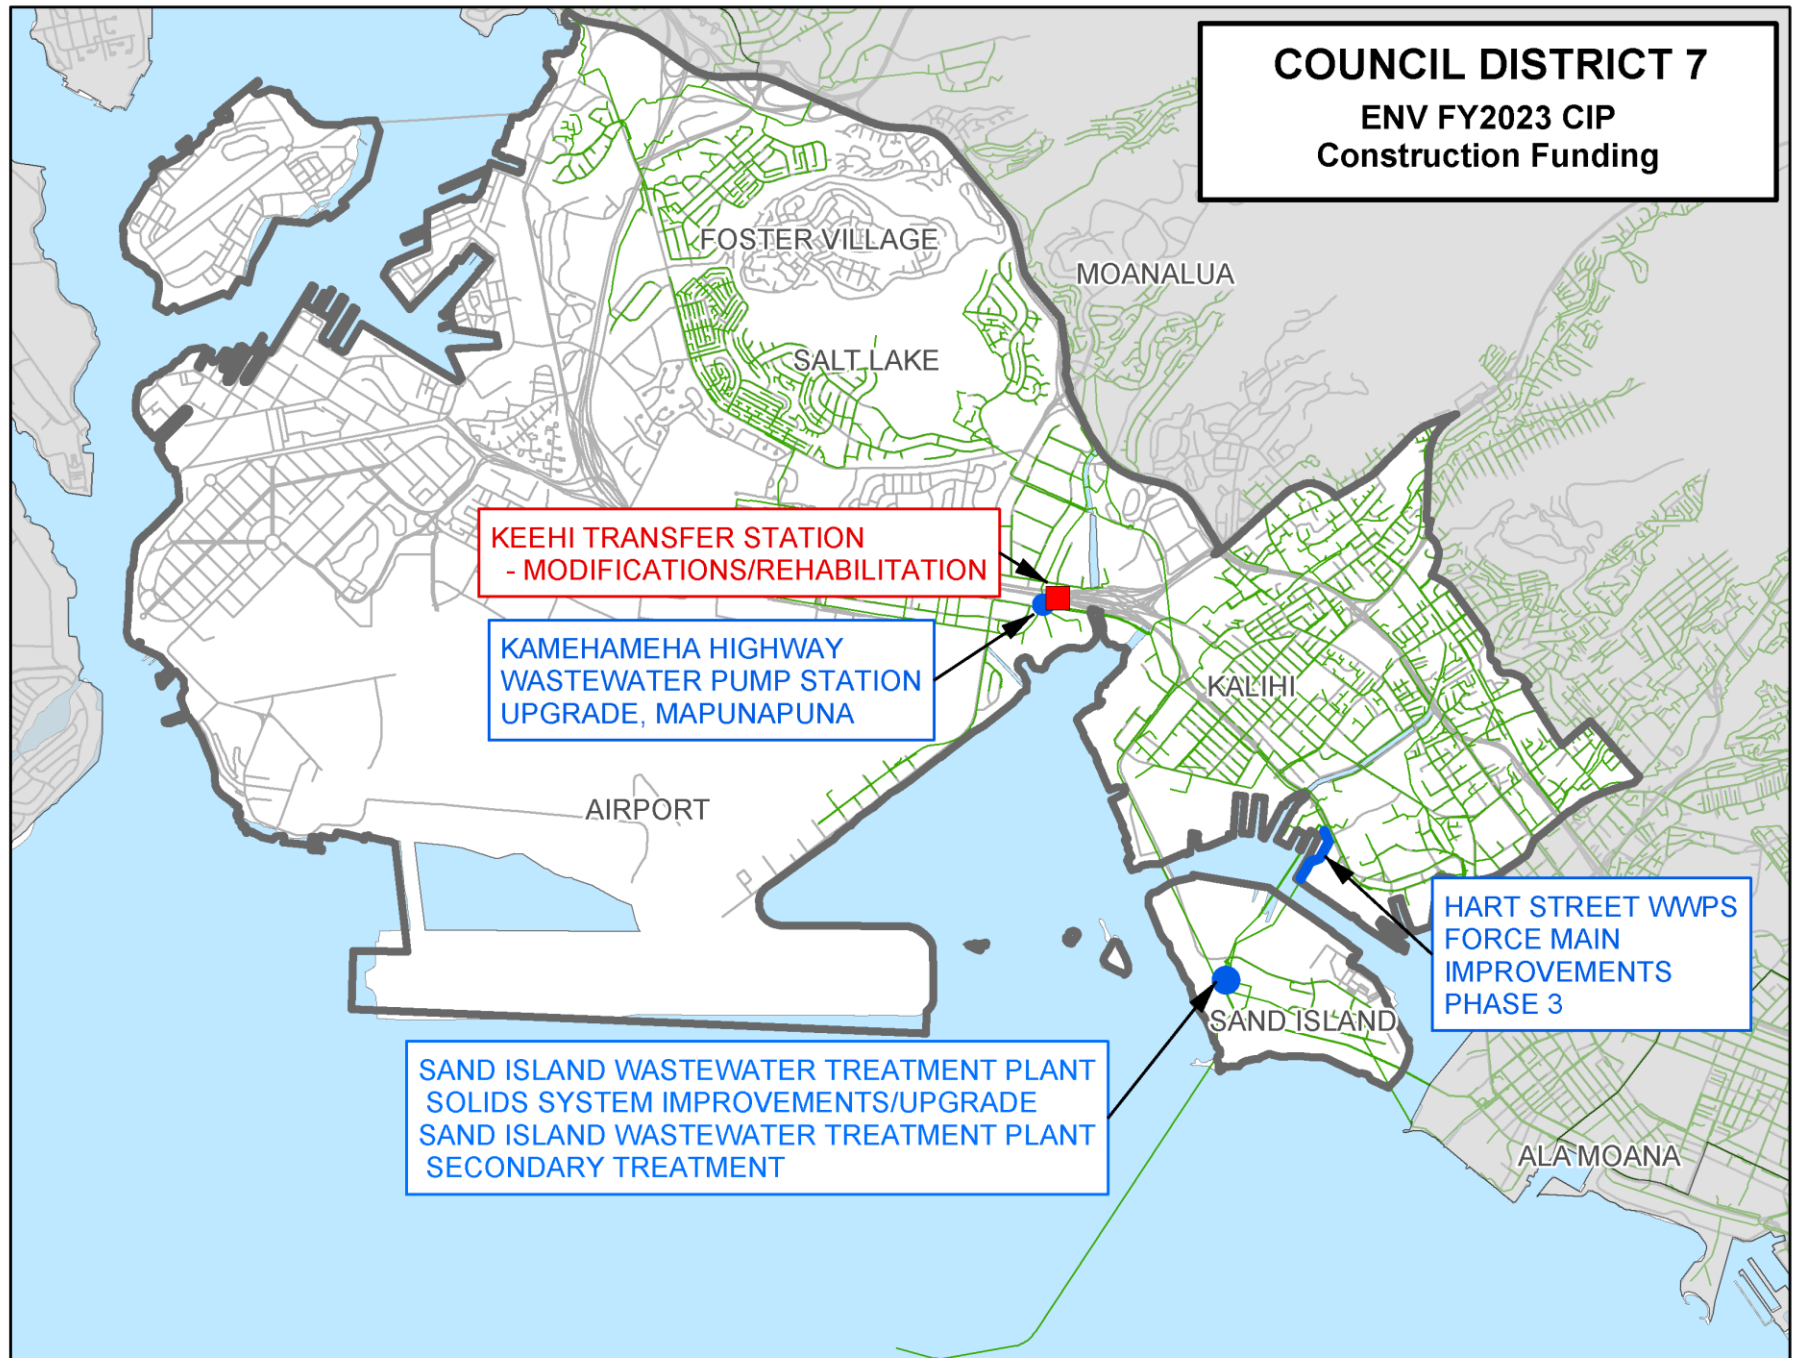 COUNCIL DISTRICT 7
ENV FY2023 CIP
Construction Funding
FOSTER VILLAGE
MOANALUA
SALT LAKE
KEEHI TRANSFER STATION
- MODIFICATIONS/REHABILITATION
KAMEHAMEHA HIGHWAY
WASTEWATER PUMP STATION
UPGRADE, MAPUNAPUNA
KALIHI
AIRPORT
HART STREET WWPS
FORCE MAIN
IMPROVEMENTS
PHASE 3
SAND ISLAND
SAND ISLAND WASTEWATER TREATMENT PLANT
SOLIDS SYSTEM IMPROVEMENTS/UPGRADE
SAND ISLAND WASTEWATER TREATMENT PLANT
SECONDARY TREATMENT
ALA MOANA